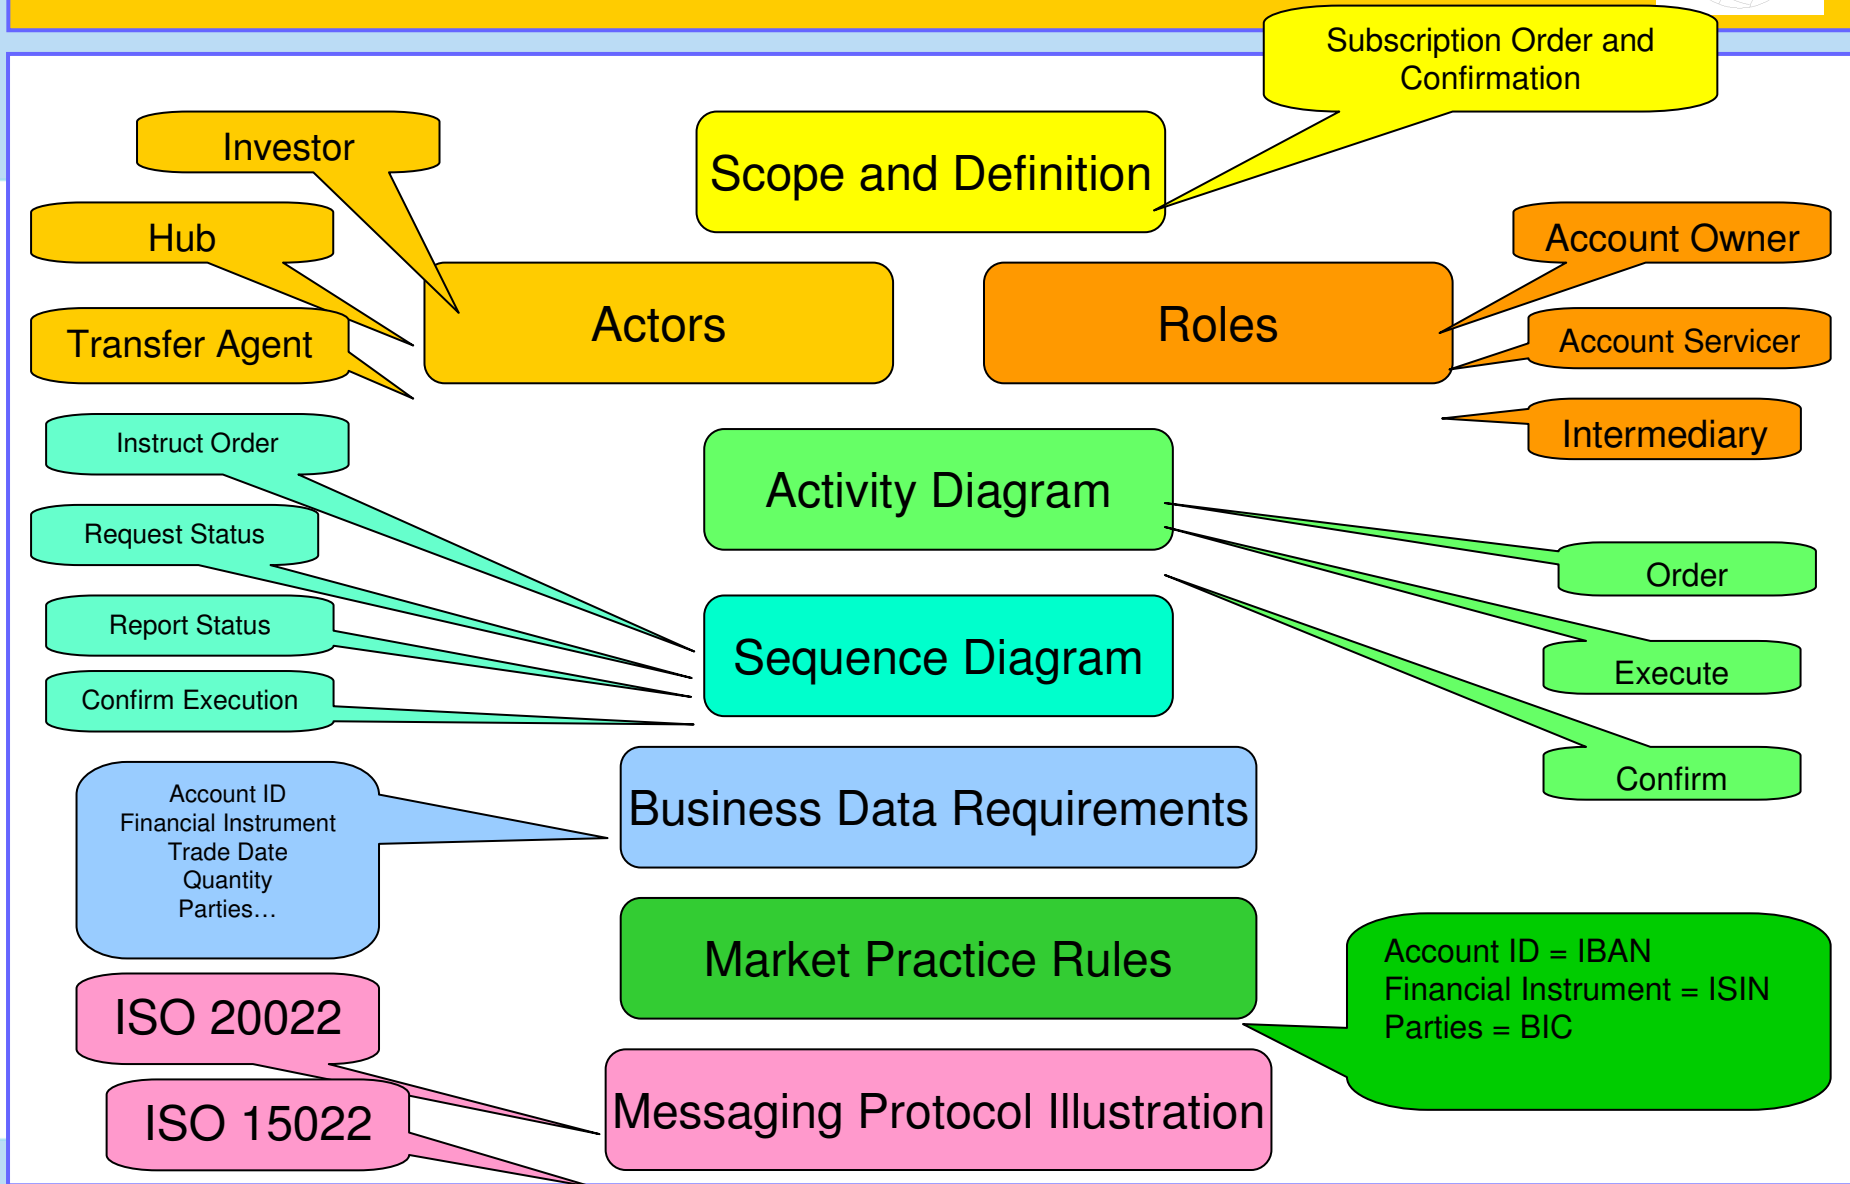 Subscription Order and
Confirmation
Investor
Scope and Definition
Hub
Account Owner
Actors
Roles
Transfer Agent
Account Servicer
Instruct Order
Intermediary
Activity Diagram
Request Status
Order
Report Status
Sequence Diagram
Execute
Confirm Execution
Confirm
Account ID
Financial Instrument
Trade Date
Quantity
Parties…
Business Data Requirements
Market Practice Rules
Account ID = IBAN
Financial Instrument = ISIN
Parties = BIC
ISO 20022
ISO 15022
Messaging Protocol Illustration